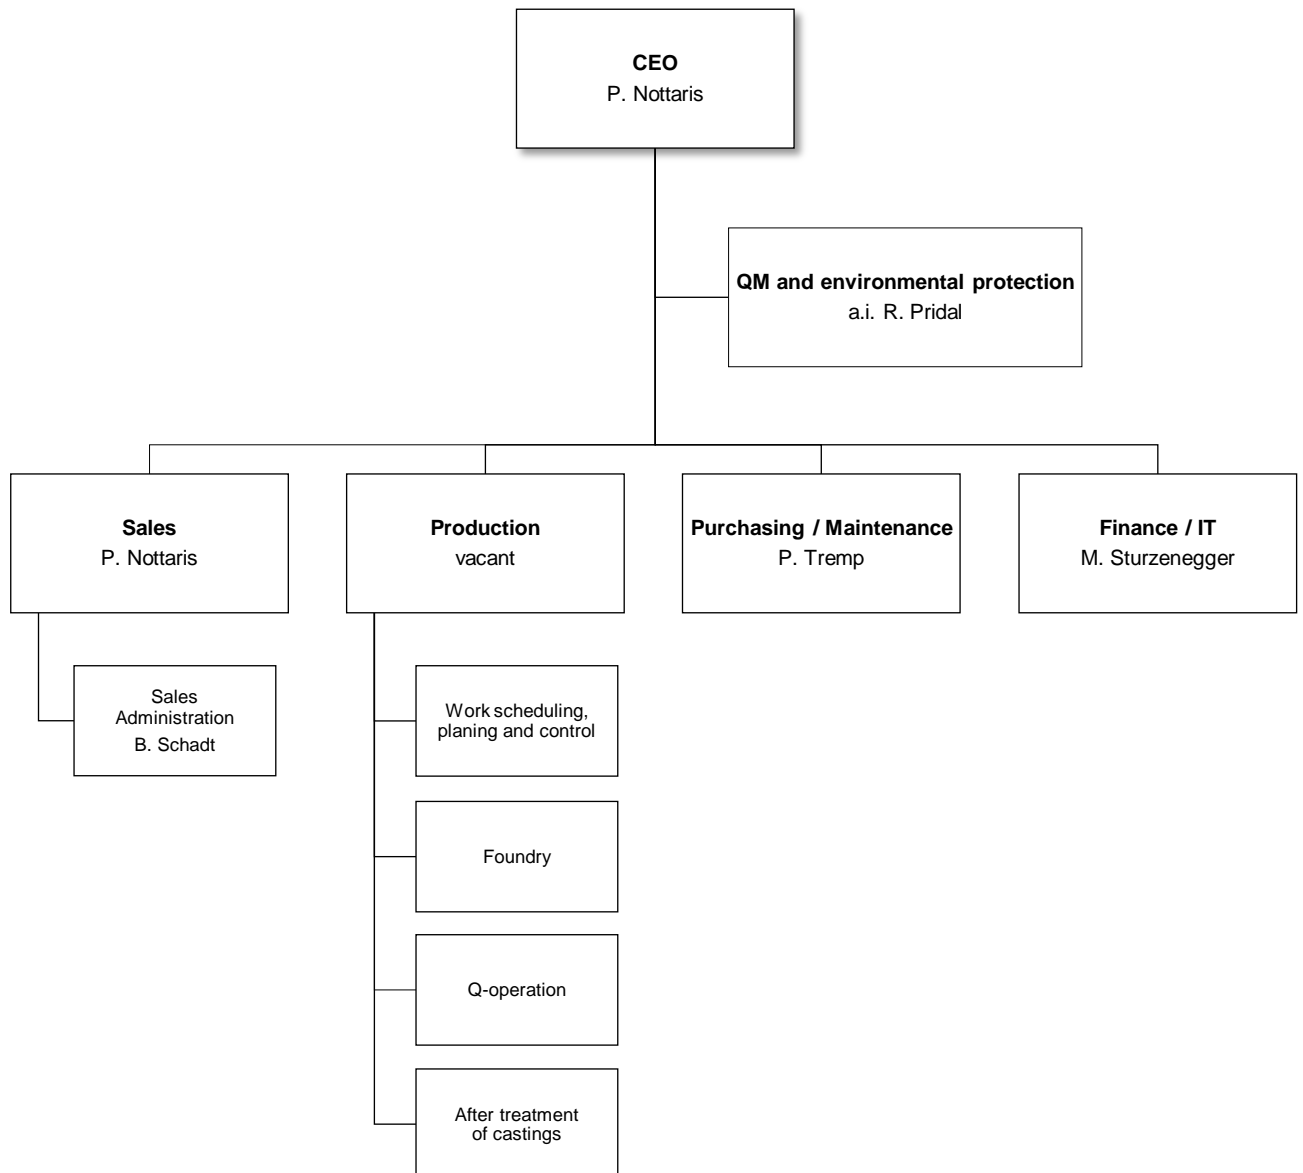 CEO
P. Nottaris
QM and environmental protection
a.i. R. Pridal
Sales
P. Nottaris
Production
vacant
Purchasing / Maintenance
P. Tremp
Finance / IT
M. Sturzenegger
Sales
Administration
B. Schadt
Work scheduling,
planing and control
Foundry
Q-operation
After treatment
of castings